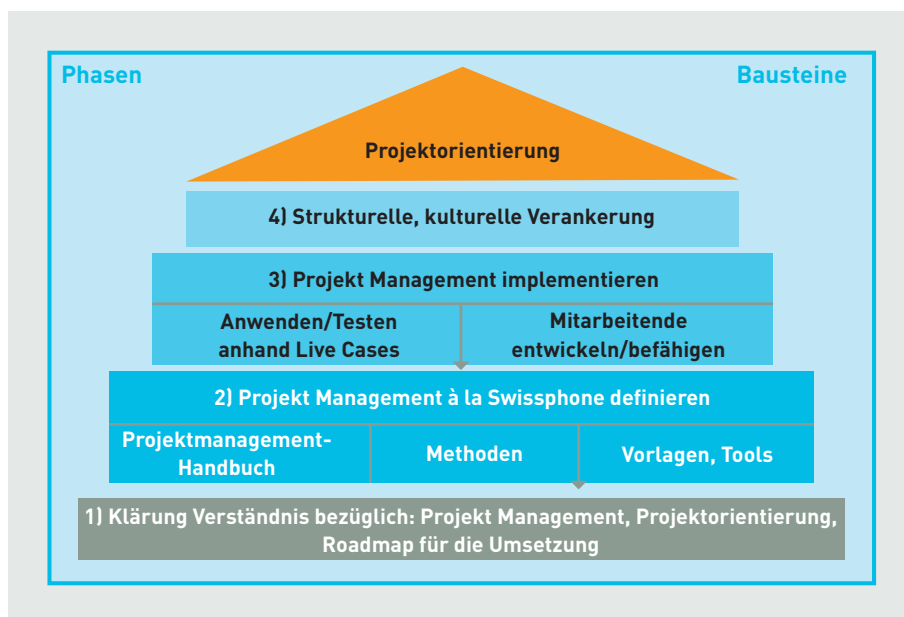 Phasen
Bausteine
Projektorientierung
4) Strukturelle, kulturelle Verankerung
3) Projekt Management implementieren
Anwenden/Testen
anhand Live Cases
Mitarbeitende
entwickeln/befähigen
2) Projekt Management à la Swissphone definieren
Projektmanagement-
Handbuch
Methoden
Vorlagen, Tools
1) Klärung Verständnis bezüglich: Projekt Management, Projektorientierung,
Roadmap für die Umsetzung